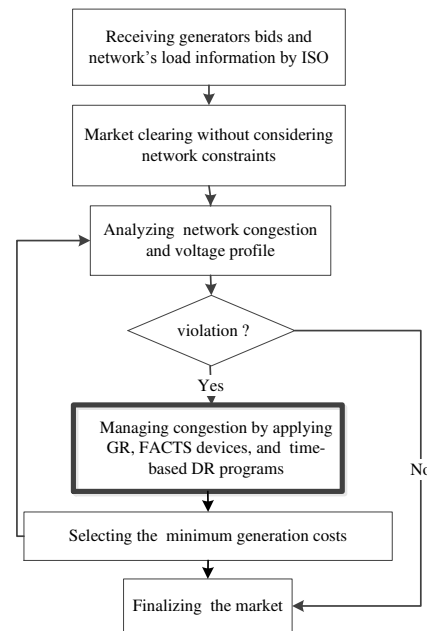 Receiving generators bids and
network's load information by ISO
Market clearing without considering
network constraints
Analyzing network congestion
and voltage profile
violation ?
Yes
Managing congestion by applying
GR, FACTS devices, and time-
based DR programs
No
Selecting the minimum generation costs
Finalizing the market